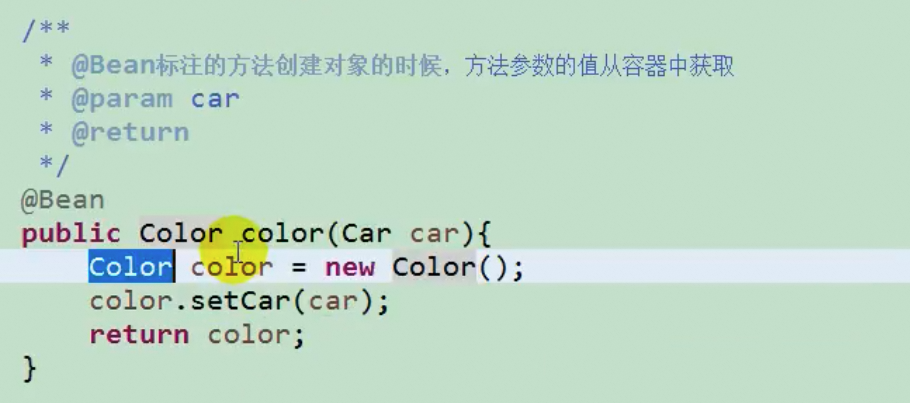 /**
 * @Bean标注的方法创建对象的时候，方法参数的值从容器中获取
 * @param car
 * @return
 */
@Bean
public Color color(Car car){
    Color color = new Color();
    color.setCar(car);
    return color;
}